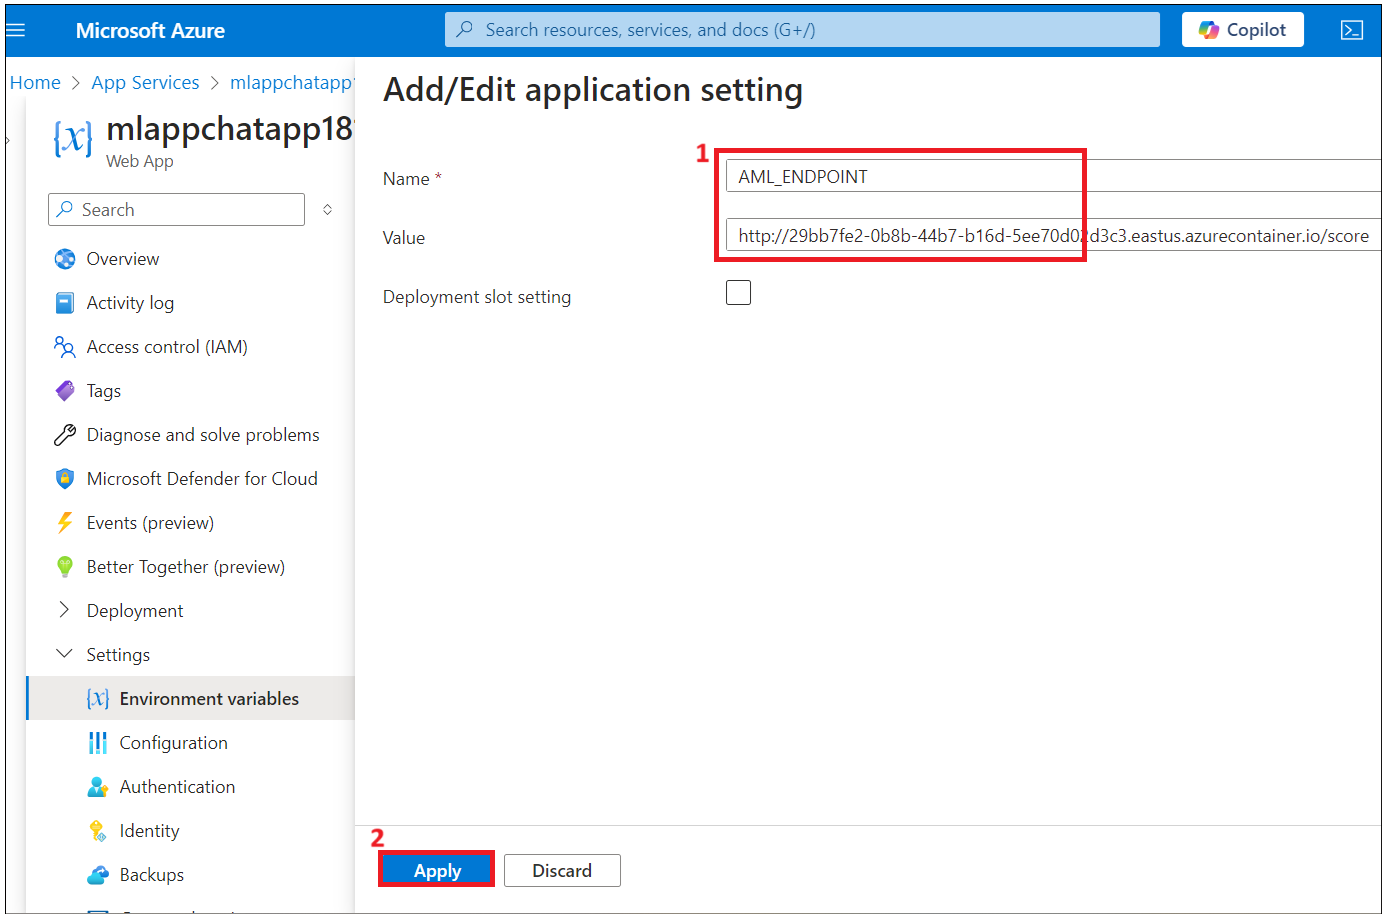 Microsoft Azure
Search resources, services, and docs (G+/)
Copilot
Home > App Services > mlappchatapp
{x} mlappchatapp18
Web App
Search
Overview
Activity log
Access control (IAM)
Tags
Diagnose and solve problems
Microsoft Defender for Cloud
Events (preview)
Better Together (preview)
Deployment
Settings
Environment variables
Configuration
Authentication
Identity
Backups
Add/Edit application setting
1
Name *
AML_ENDPOINT
Value
http://29bb7fe2-0b8b-44b7-b16d-5ee70d02d3c3.eastus.azurecontainer.io/score
Deployment slot setting
2
Apply
Discard